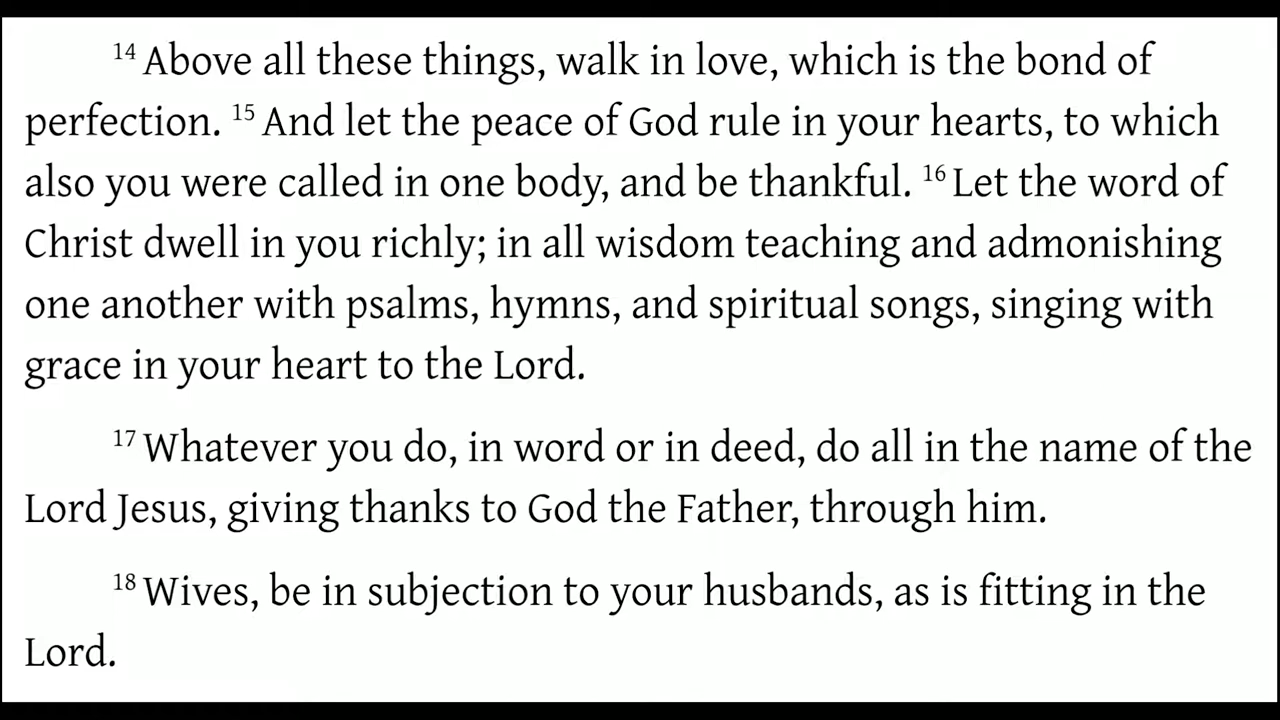 14 Above all these things, walk in love, which is the bond of
perfection. 15 And let the peace of God rule in your hearts, to which
also you were called in one body, and be thankful. 16 Let the word of
Christ dwell in you richly; in all wisdom teaching and admonishing
one another with psalms, hymns, and spiritual songs, singing with
grace in your heart to the Lord.
17 Whatever you do, in word or in deed, do all in the name of the
Lord Jesus, giving thanks to God the Father, through him.
18 Wives, be in subjection to your husbands, as is fitting in the
Lord.